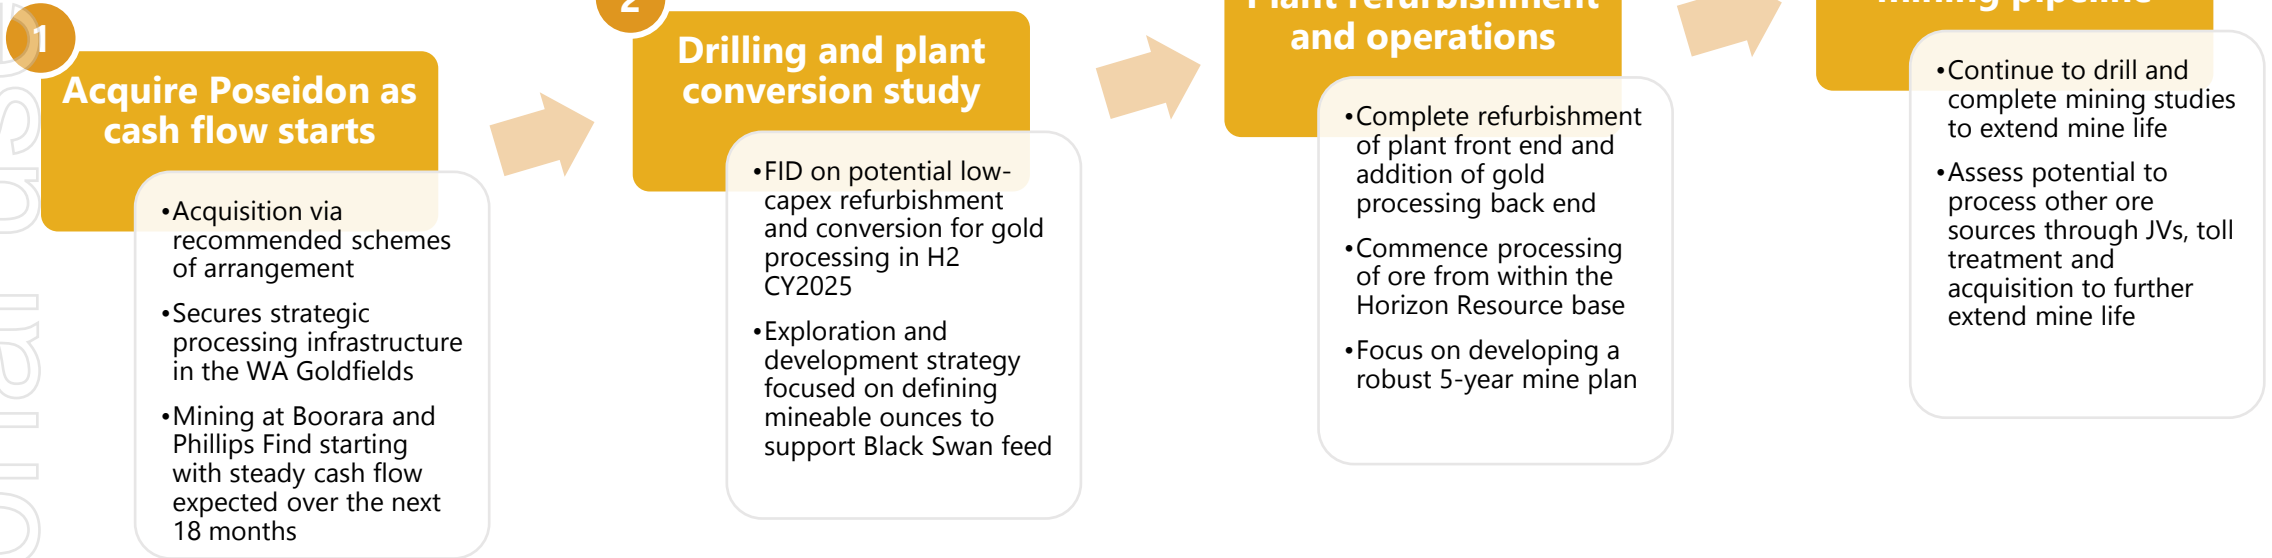 1
Acquire Poseidon as
cash flow starts
•Acquisition via
recommended schemes
of arrangement
•Secures strategic
processing infrastructure
in the WA Goldfields
•Mining at Boorara and
Phillips Find starting
with steady cash flow
expected over the next
18 months
2
Drilling and plant
conversion study
•FID on potential low-
capex refurbishment
and conversion for gold
processing in H2
CY2025
•Exploration and
development strategy
focused on defining
mineable ounces to
support Black Swan feed
Plant refurbishment
and operations
•Complete refurbishment
of plant front end and
addition of gold
processing back end
•Commence processing
of ore from within the
Horizon Resource base
•Focus on developing a
robust 5-year mine plan
mining pipeline
•Continue to drill and
complete mining studies
to extend mine life
•Assess potential to
process other ore
sources through JVs, toll
treatment and
acquisition to further
extend mine life